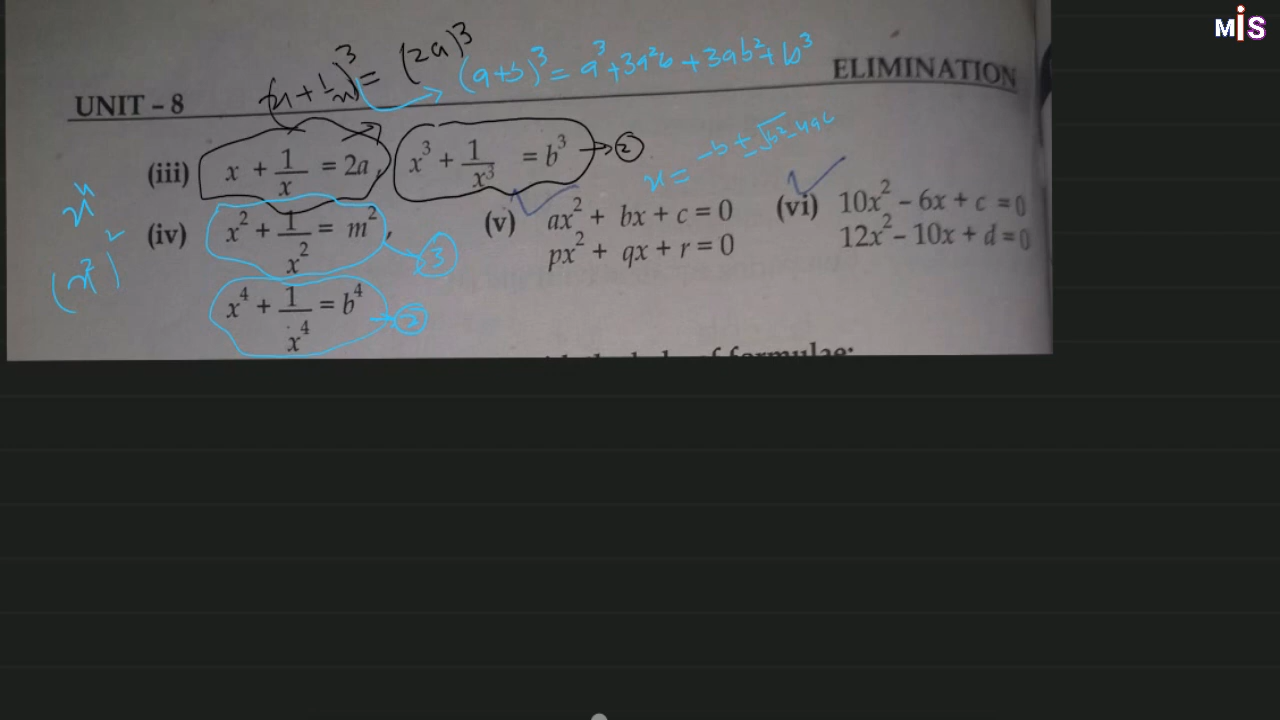 MiS
(x + 1/x)³ = (2a)³
(a+b)³ = a³+3a²b+3ab²+b³
UNIT – 8
ELIMINATION
(iii) x + 1/x = 2a, x³ + 1/x³ = b³ → 2
x = -b ± √b²-4ac
(iv) x² + 1/x² = m², 3
x⁴ + 1/x⁴ = b⁴ → 2
x⁴
(x²)²
(v) ax² + bx + c = 0
px² + qx + r = 0
(vi) 10x² – 6x + c = 0
12x² – 10x + d = 0